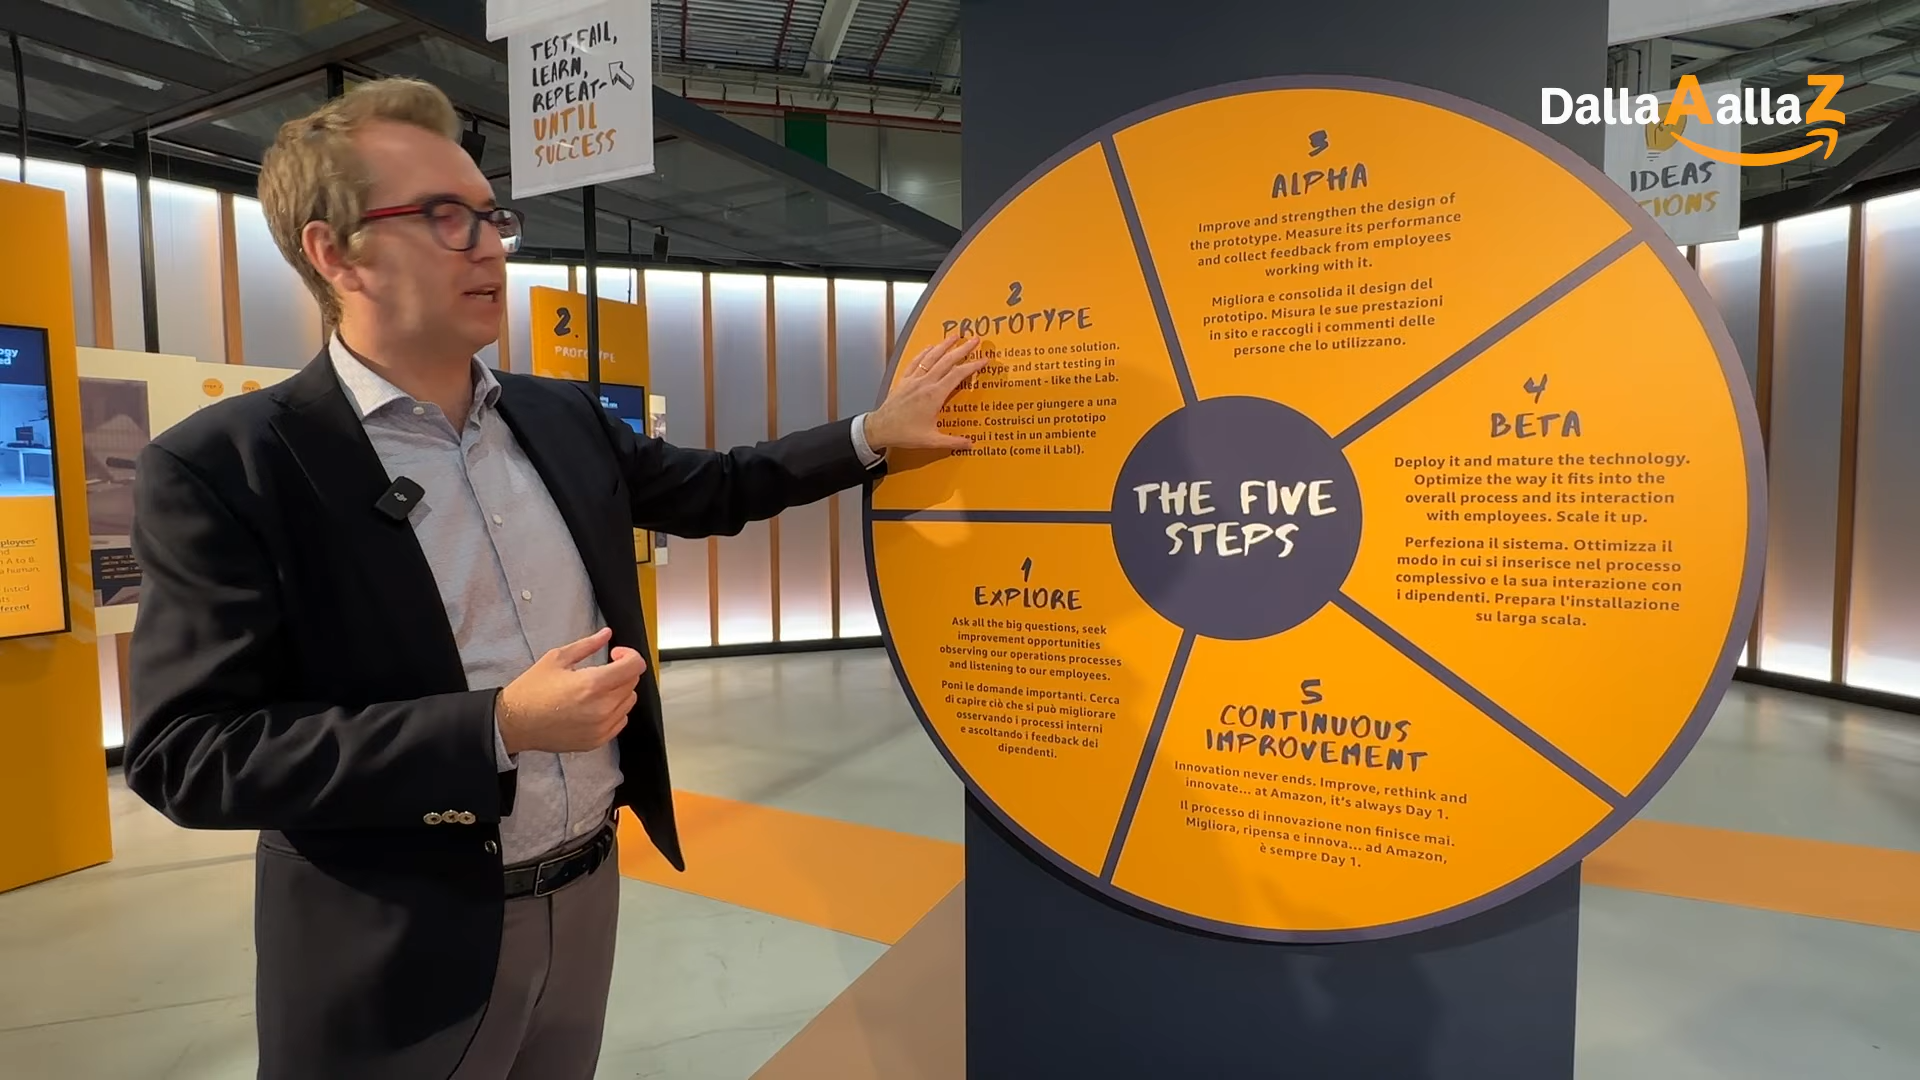 TEST, FAIL,
LEARN,
REPEAT-
UNTIL
SUCCESS
DallaAallaZ
IDEAS
TIONS
2.
PROTOTYPE
THE FIVE
STEPS
1
EXPLORE
Ask all the big questions, seek
improvement opportunities
observing our operations processes
and listening to our employees.
Poni le domande importanti. Cerca
di capire ciò che si può migliorare
osservando i processi interni
e ascoltando i feedback dei
dipendenti.
2
PROTOTYPE
all the ideas to one solution.
and start testing in
enviroment - like the Lab.
tutte le idee per giungere a una
Costruisci un prototipo
i test in un ambiente
controllato (come il Lab!).
3
ALPHA
Improve and strengthen the design of
the prototype. Measure its performance
and collect feedback from employees
working with it.
Migliora e consolida il design del
prototipo. Misura le sue prestazioni
in sito e raccogli i commenti delle
persone che lo utilizzano.
4
BETA
Deploy it and mature the technology.
Optimize the way it fits into the
overall process and its interaction
with employees. Scale it up.
Perfeziona il sistema. Ottimizza il
modo in cui si inserisce nel processo
complessivo e la sua interazione con
i dipendenti. Prepara l'installazione
su larga scala.
5
CONTINUOUS
IMPROVEMENT
Innovation never ends. Improve, rethink and
innovate... at Amazon, it's always Day 1.
Il processo di innovazione non finisce mai.
Migliora, ripensa e innova... ad Amazon,
è sempre Day 1.